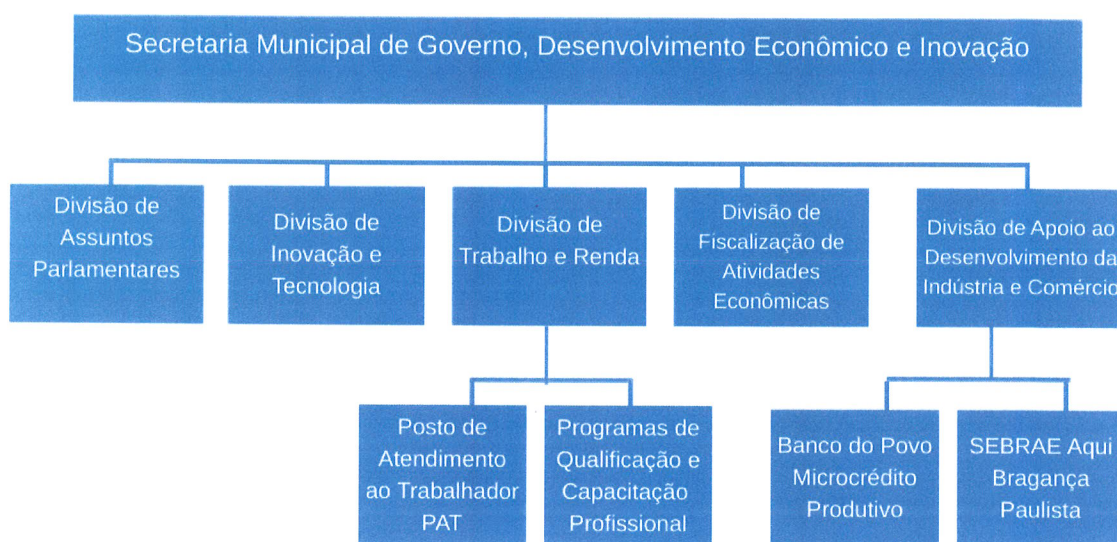 Secretaria Municipal de Governo, Desenvolvimento Econômico e Inovação
Divisão de
Assuntos
Parlamentares
Divisão de
Inovação e
Tecnologia
Divisão de
Trabalho e Renda
Divisão de
Fiscalização de
Atividades
Econômicas
Divisão de Apoio ao
Desenvolvimento da
Indústria e Comércio
Posto de
Atendimento
ao Trabalhador
PAT
Programas de
Qualificação e
Capacitação
Profissional
Banco do Povo
Microcrédito
Produtivo
SEBRAE Aqui
Bragança
Paulista